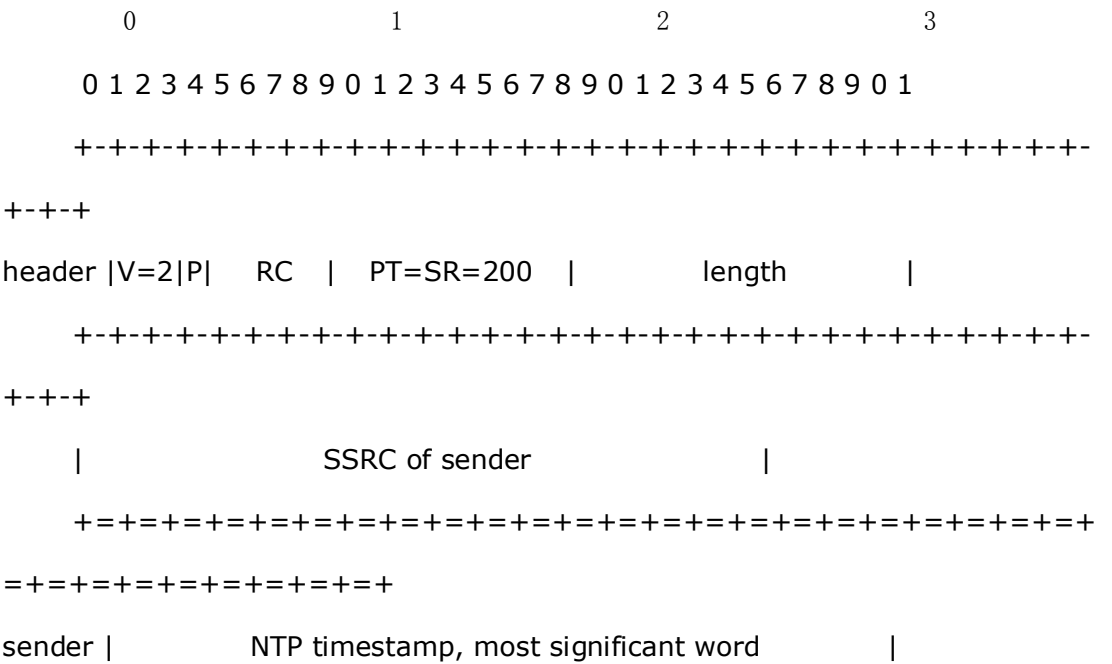 0 1 2 3
0 1 2 3 4 5 6 7 8 9 0 1 2 3 4 5 6 7 8 9 0 1 2 3 4 5 6 7 8 9 0 1
+-+-+-+-+-+-+-+-+-+-+-+-+-+-+-+-+-+-+-+-+-+-+-+-+-+-+-+-+-+-
+-+-+
header |V=2|P| RC | PT=SR=200 | length |
+-+-+-+-+-+-+-+-+-+-+-+-+-+-+-+-+-+-+-+-+-+-+-+-+-+-+-+-+-+-
+-+-+
| SSRC of sender |
+=+=+=+=+=+=+=+=+=+=+=+=+=+=+=+=+=+=+=+=+=+=+=+
=+=+=+=+=+=+=+=+=+
sender | NTP timestamp, most significant word |